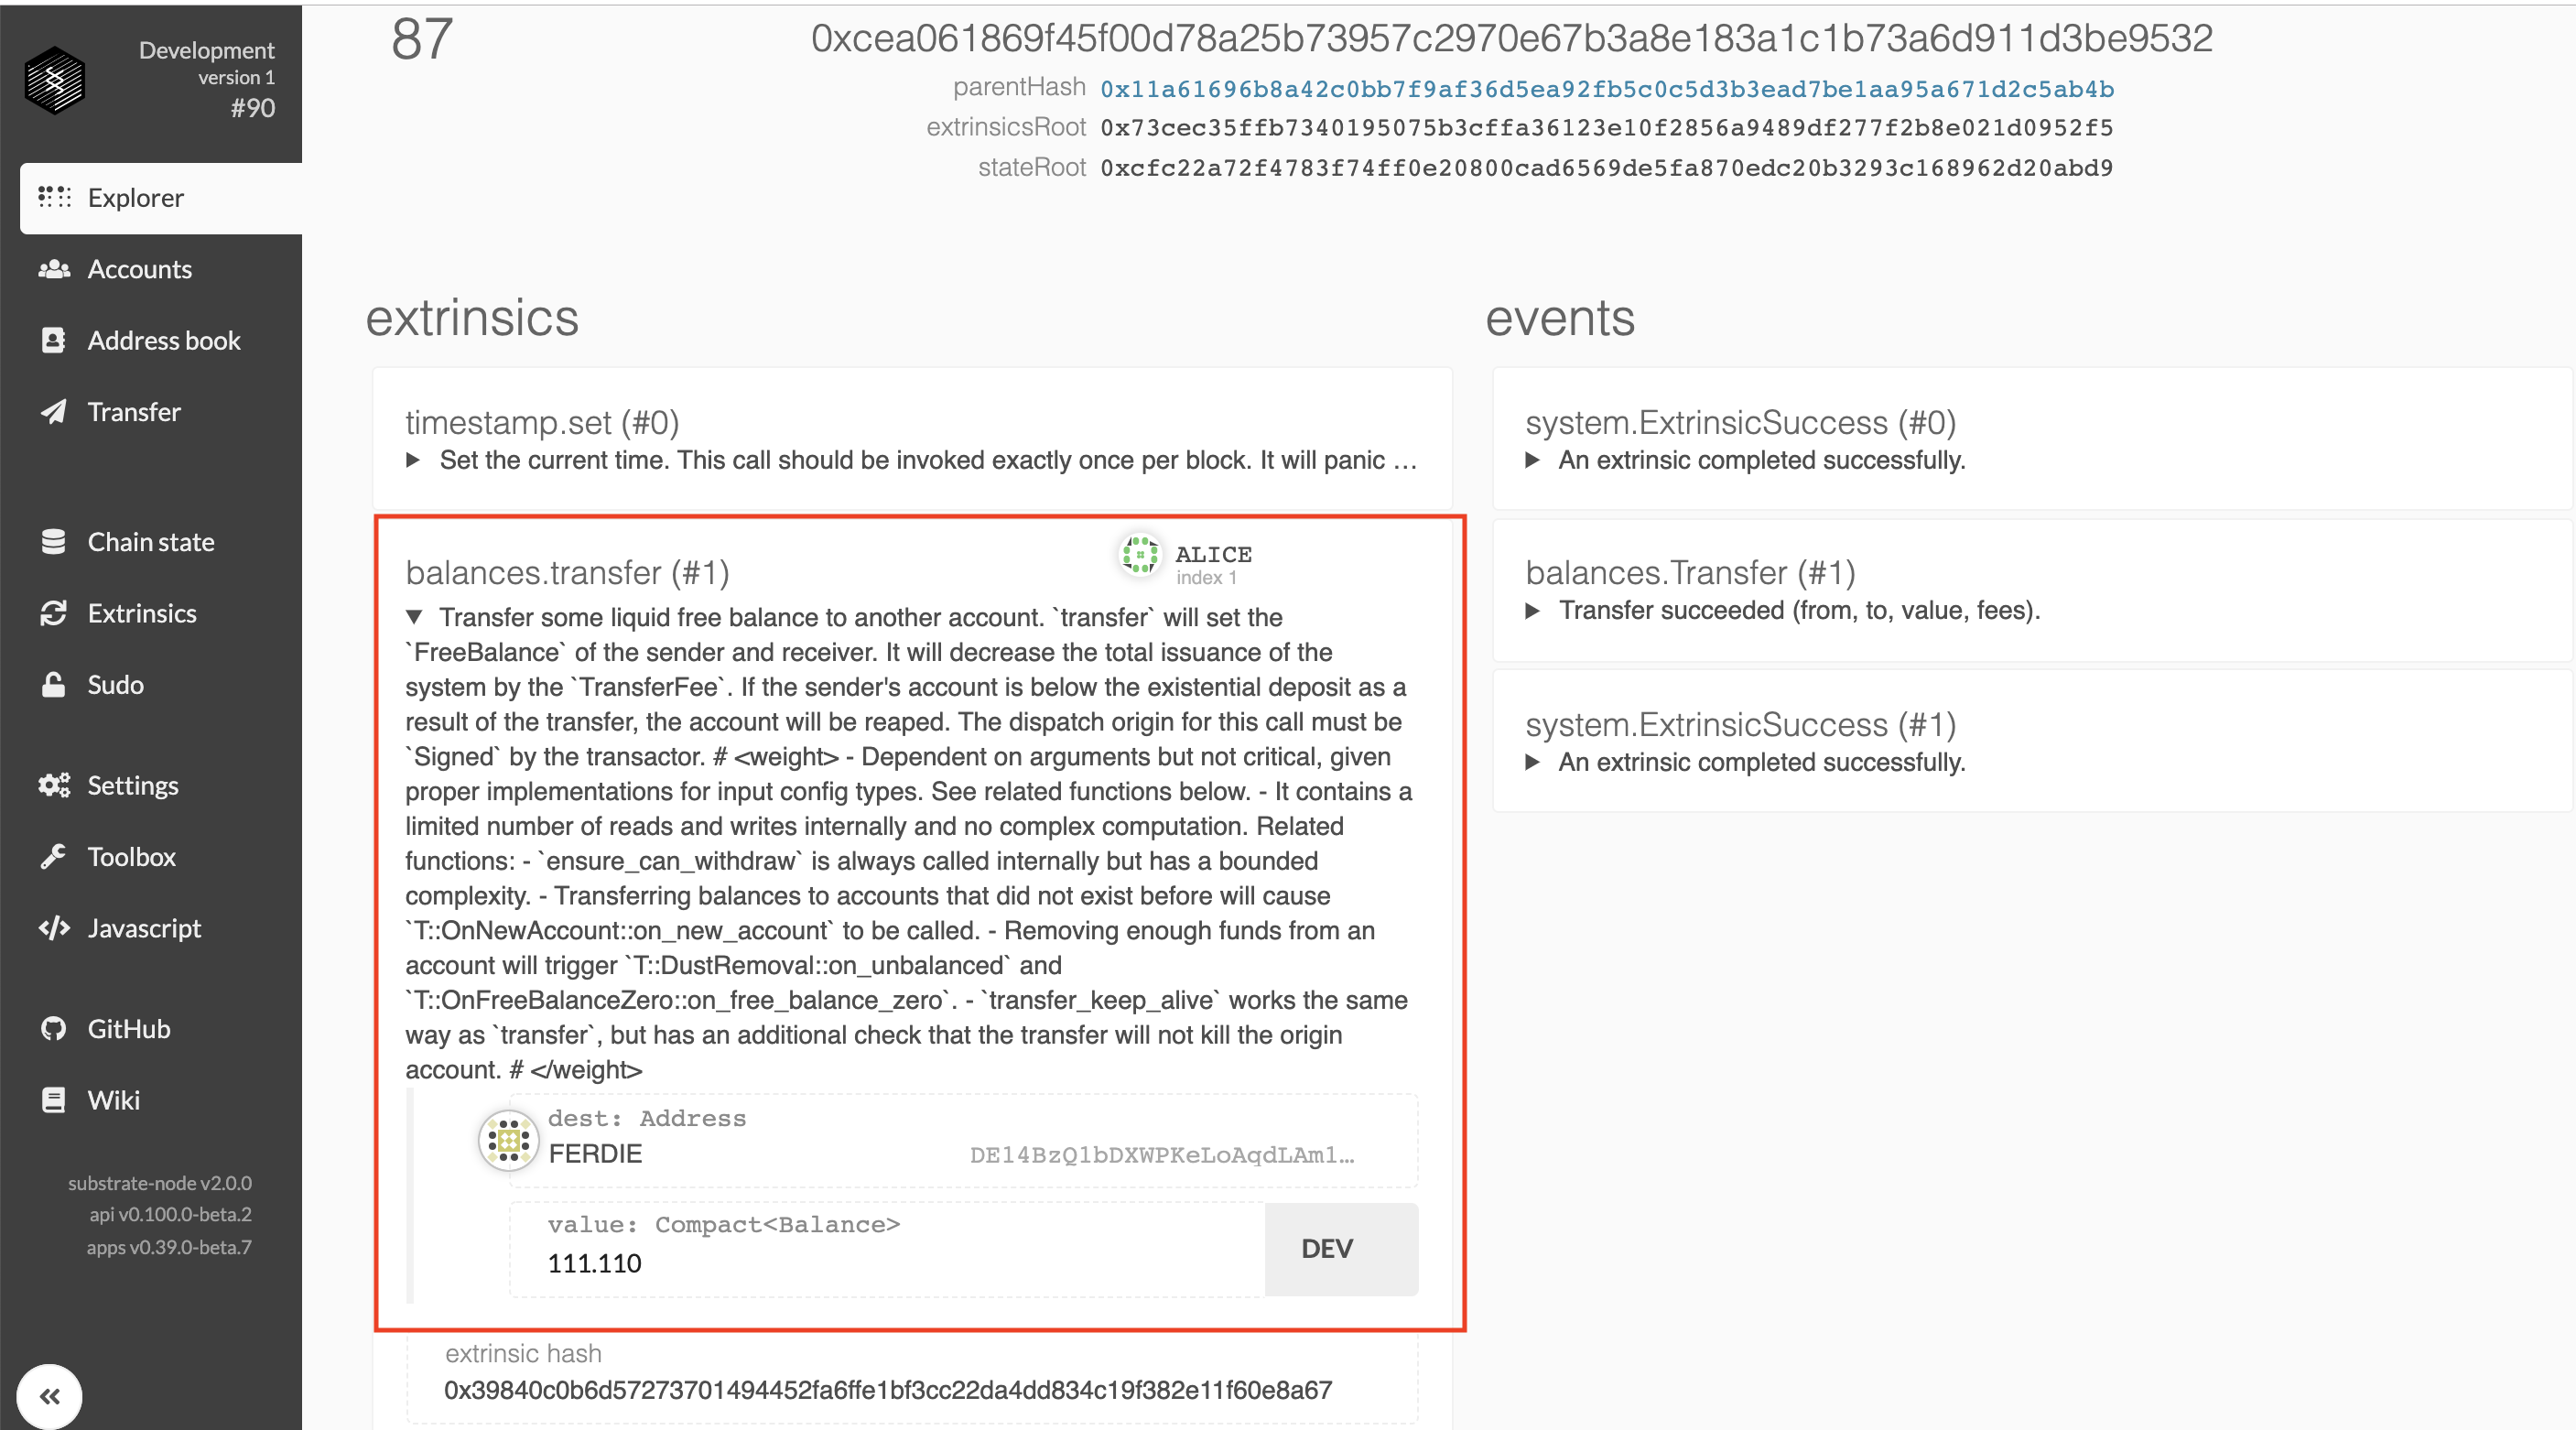 Development
version 1
#90
Explorer
Accounts
Address book
Transfer
Chain state
Extrinsics
Sudo
Settings
Toolbox
Javascript
GitHub
Wiki
substrate-node v2.0.0
api v0.100.0-beta.2
apps v0.39.0-beta.7
87
0xcea061869f45f00d78a25b73957c2970e67b3a8e183a1c1b73a6d911d3be9532
parentHash 0x11a61696b8a42c0bb7f9af36d5ea92fb5c0c5d3b3ead7be1aa95a671d2c5ab4b
extrinsicsRoot 0x73cec35ffb7340195075b3cffa36123e10f2856a9489df277f2b8e021d0952f5
stateRoot 0xcfc22a72f4783f74ff0e20800cad6569de5fa870edc20b3293c168962d20abd9
extrinsics
timestamp.set (#0)
Set the current time. This call should be invoked exactly once per block. It will panic …
balances.transfer (#1)
ALICE
index 1
Transfer some liquid free balance to another account. `transfer` will set the
`FreeBalance` of the sender and receiver. It will decrease the total issuance of the
system by the `TransferFee`. If the sender's account is below the existential deposit as a
result of the transfer, the account will be reaped. The dispatch origin for this call must be
`Signed` by the transactor. # <weight> - Dependent on arguments but not critical, given
proper implementations for input config types. See related functions below. - It contains a
limited number of reads and writes internally and no complex computation. Related
functions: - `ensure_can_withdraw` is always called internally but has a bounded
complexity. - Transferring balances to accounts that did not exist before will cause
`T::OnNewAccount::on_new_account` to be called. - Removing enough funds from an
account will trigger `T::DustRemoval::on_unbalanced` and
`T::OnFreeBalanceZero::on_free_balance_zero`. - `transfer_keep_alive` works the same
way as `transfer`, but has an additional check that the transfer will not kill the origin
account. # </weight>
dest: Address
FERDIE DE14BzQ1bDXWPKeLoAqdLAm1…
value: Compact<Balance>
111.110
DEV
extrinsic hash
0x39840c0b6d57273701494452fa6ffe1bf3cc22da4dd834c19f382e11f60e8a67
events
system.ExtrinsicSuccess (#0)
An extrinsic completed successfully.
balances.Transfer (#1)
Transfer succeeded (from, to, value, fees).
system.ExtrinsicSuccess (#1)
An extrinsic completed successfully.